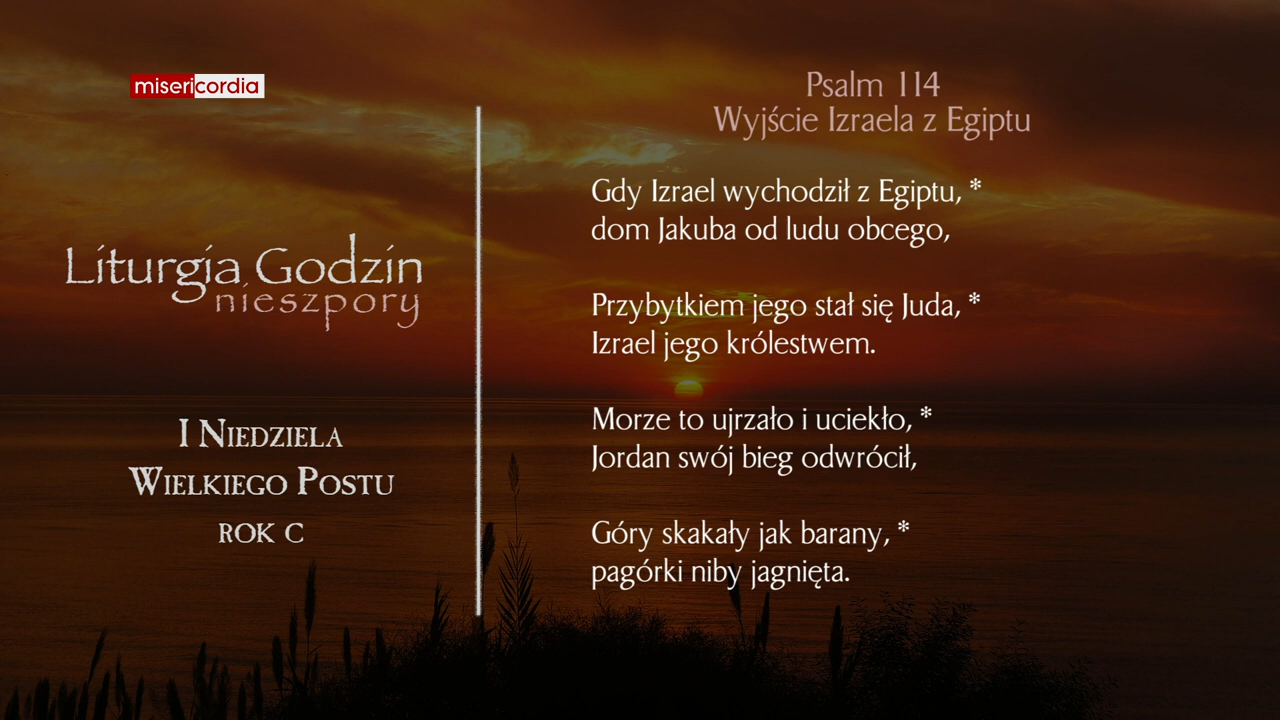 misericordia
Liturgia Godzin
nieszpory
I Niedziela
Wielkiego Postu
rok C
Psalm 114
Wyjście Izraela z Egiptu
Gdy Izrael wychodził z Egiptu, *
dom Jakuba od ludu obcego,
Przybytkiem jego stał się Juda, *
Izrael jego królestwem.
Morze to ujrzało i uciekło, *
Jordan swój bieg odwrócił,
Góry skakały jak barany, *
pagórki niby jagnięta.